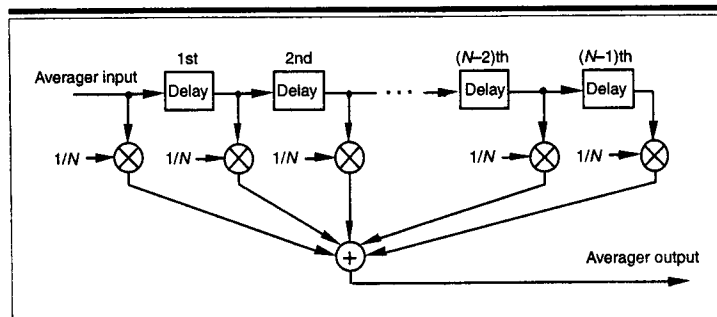 1st 2nd (N–2)th (N–1)th
Averager input
Delay Delay . . . Delay Delay
1/N 1/N 1/N 1/N 1/N
+
Averager output